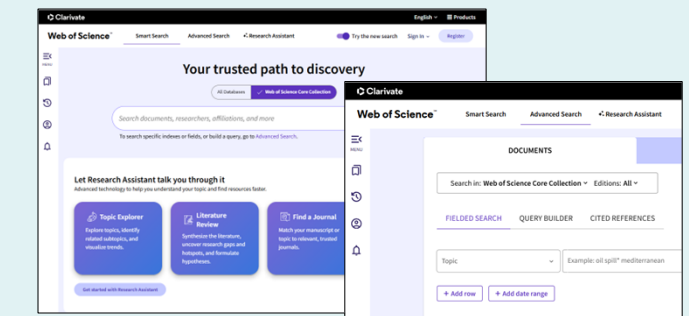 Clarivate
English
Products
Web of Science™
Smart Search
Advanced Search
Research Assistant
Try the new search
Sign In
Register
MENU
Your trusted path to discovery
All Databases
Web of Science Core Collection
Search documents, researchers, affiliations, and more
To search specific indexes or fields, or build a query, go to Advanced Search.
Let Research Assistant talk you through it
Advanced technology to help you understand your topic and find resources faster.
Topic Explorer
Explore topics, identify
related subtopics, and
visualize trends.
Literature
Review
Synthesize the literature,
uncover research gaps and
hotspots, and formulate
hypotheses.
Find a Journal
Match your manuscript or
topic to relevant, trusted
journals.
Get started with Research Assistant
Clarivate
Web of Science™
Smart Search
Advanced Search
Research Assistant
MENU
DOCUMENTS
Search in: Web of Science Core Collection Editions: All
FIELDED SEARCH
QUERY BUILDER
CITED REFERENCES
Topic
Example: oil spill* mediterranean
+ Add row
+ Add date range